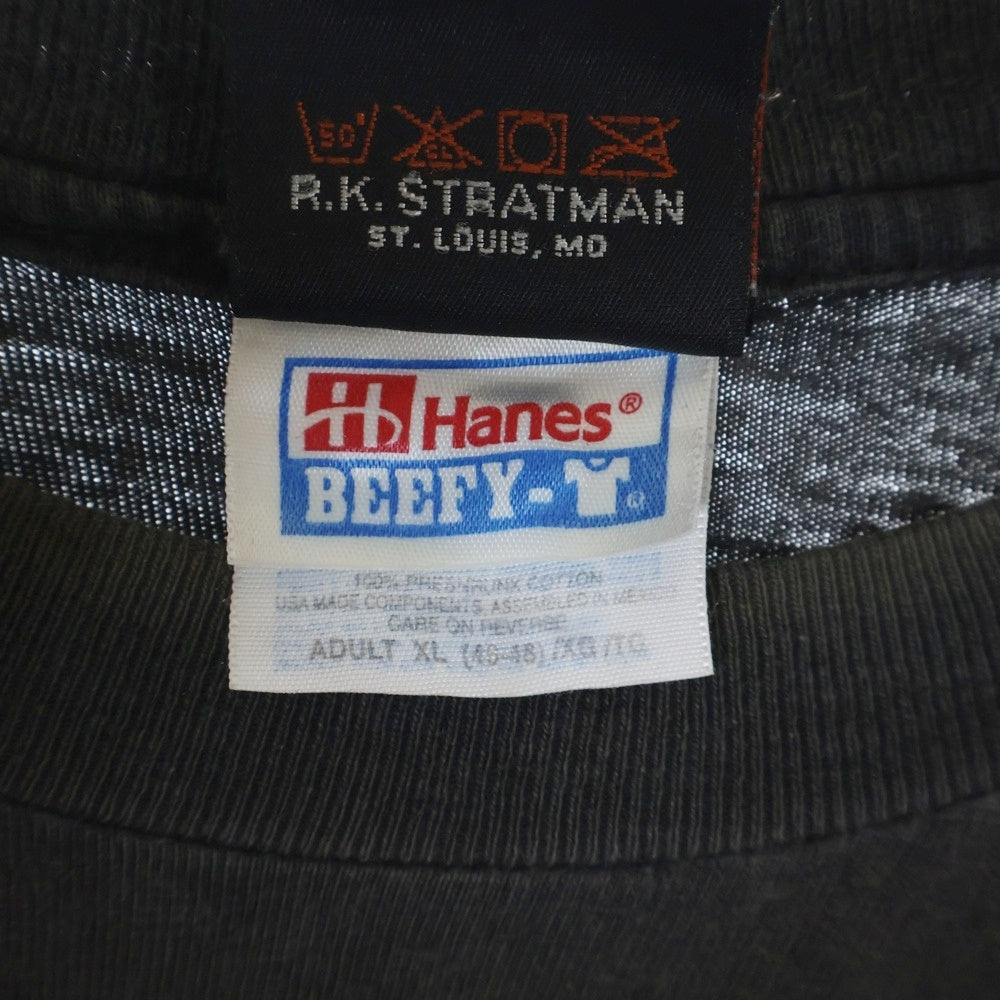 50°
CL
R.K. STRATMAN
ST. LOUIS, MO
H Hanes®
BEEFY-T®
100% PRESHRUNK COTTON
USA MADE COMPONENTS, ASSEMBLED IN MEXICO
CARE ON REVERSE
ADULT XL (46-48) /XG /TG